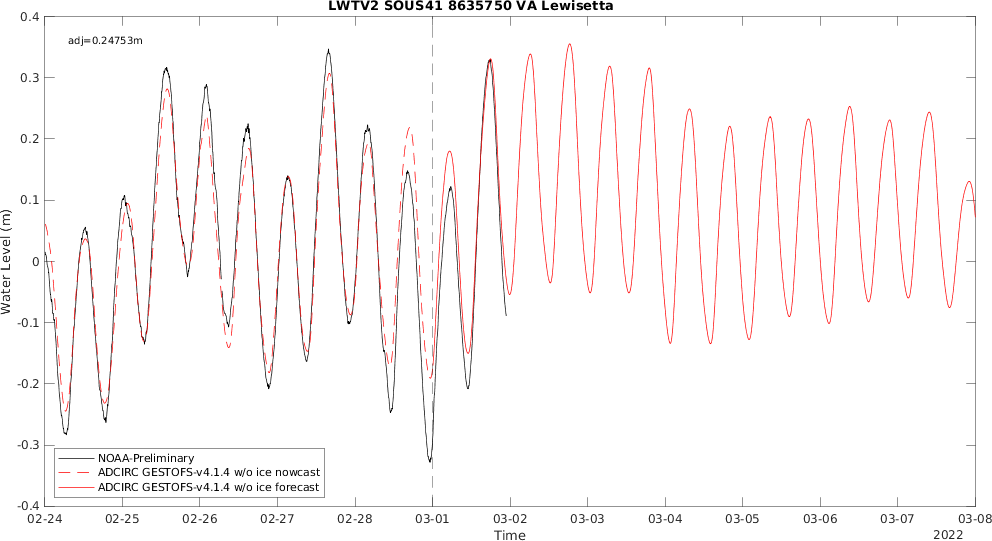 LWTV2 SOUS41 8635750 VA Lewisetta
adj=0.24753m
Water Level (m)
0.4
0.3
0.2
0.1
0
-0.1
-0.2
-0.3
-0.4
NOAA-Preliminary
ADCIRC GESTOFS-v4.1.4 w/o ice nowcast
ADCIRC GESTOFS-v4.1.4 w/o ice forecast
02-24 02-25 02-26 02-27 02-28 03-01 03-02 03-03 03-04 03-05 03-06 03-07 03-08
Time
2022